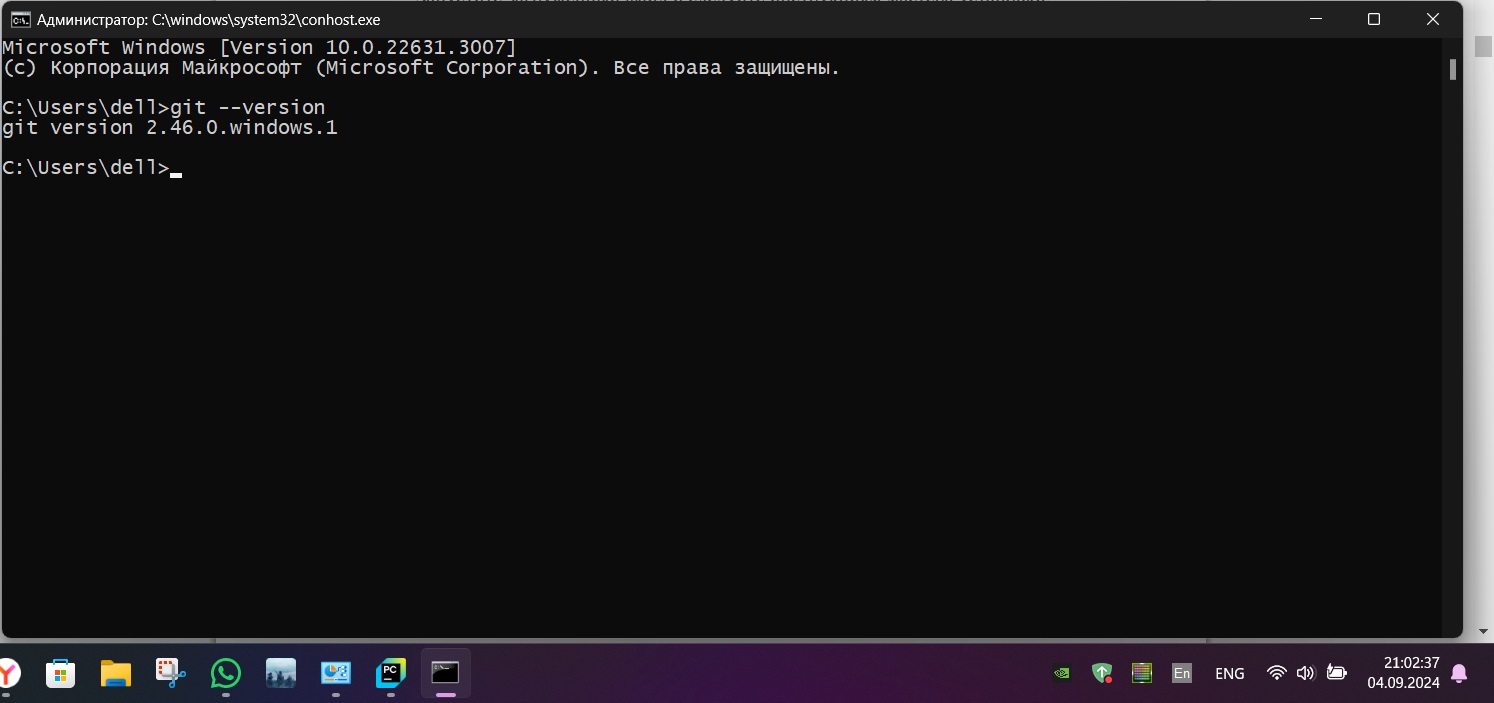 Администратор: C:\windows\system32\conhost.exe
Microsoft Windows [Version 10.0.22631.3007]
(c) Корпорация Майкрософт (Microsoft Corporation). Все права защищены.
C:\Users\dell>git --version
git version 2.46.0.windows.1
C:\Users\dell>
PC
En
ENG
21:02:37
04.09.2024